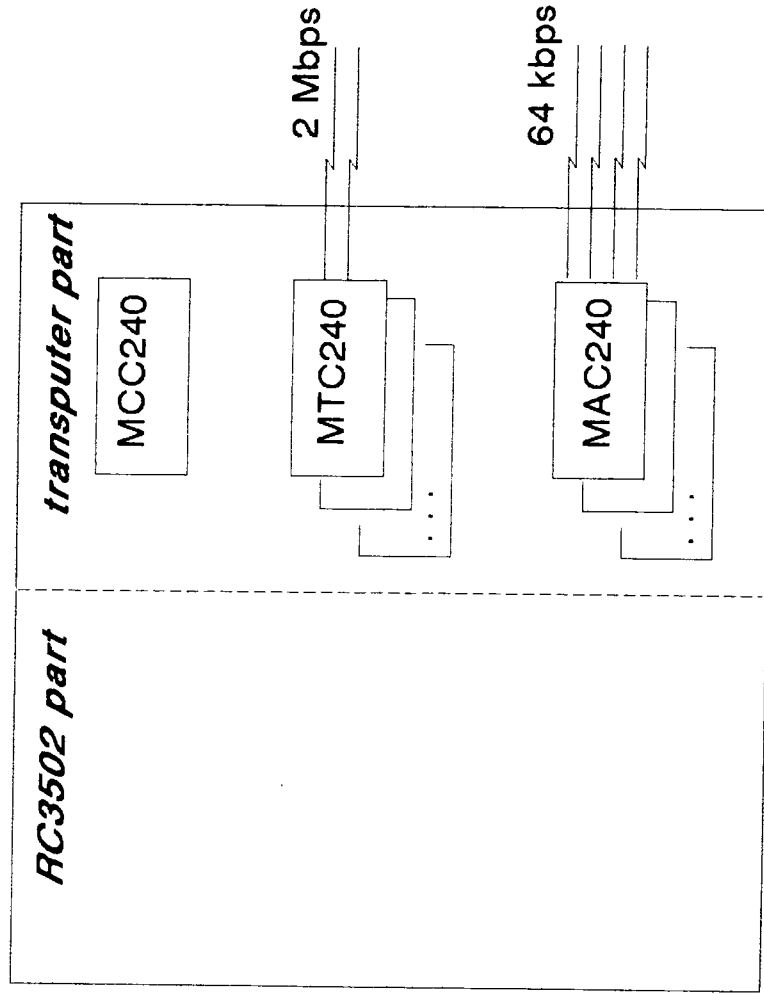 RC3502 part
transputer part
MCC240
MTC240
2 Mbps
. . .
MAC240
64 kbps
. . .